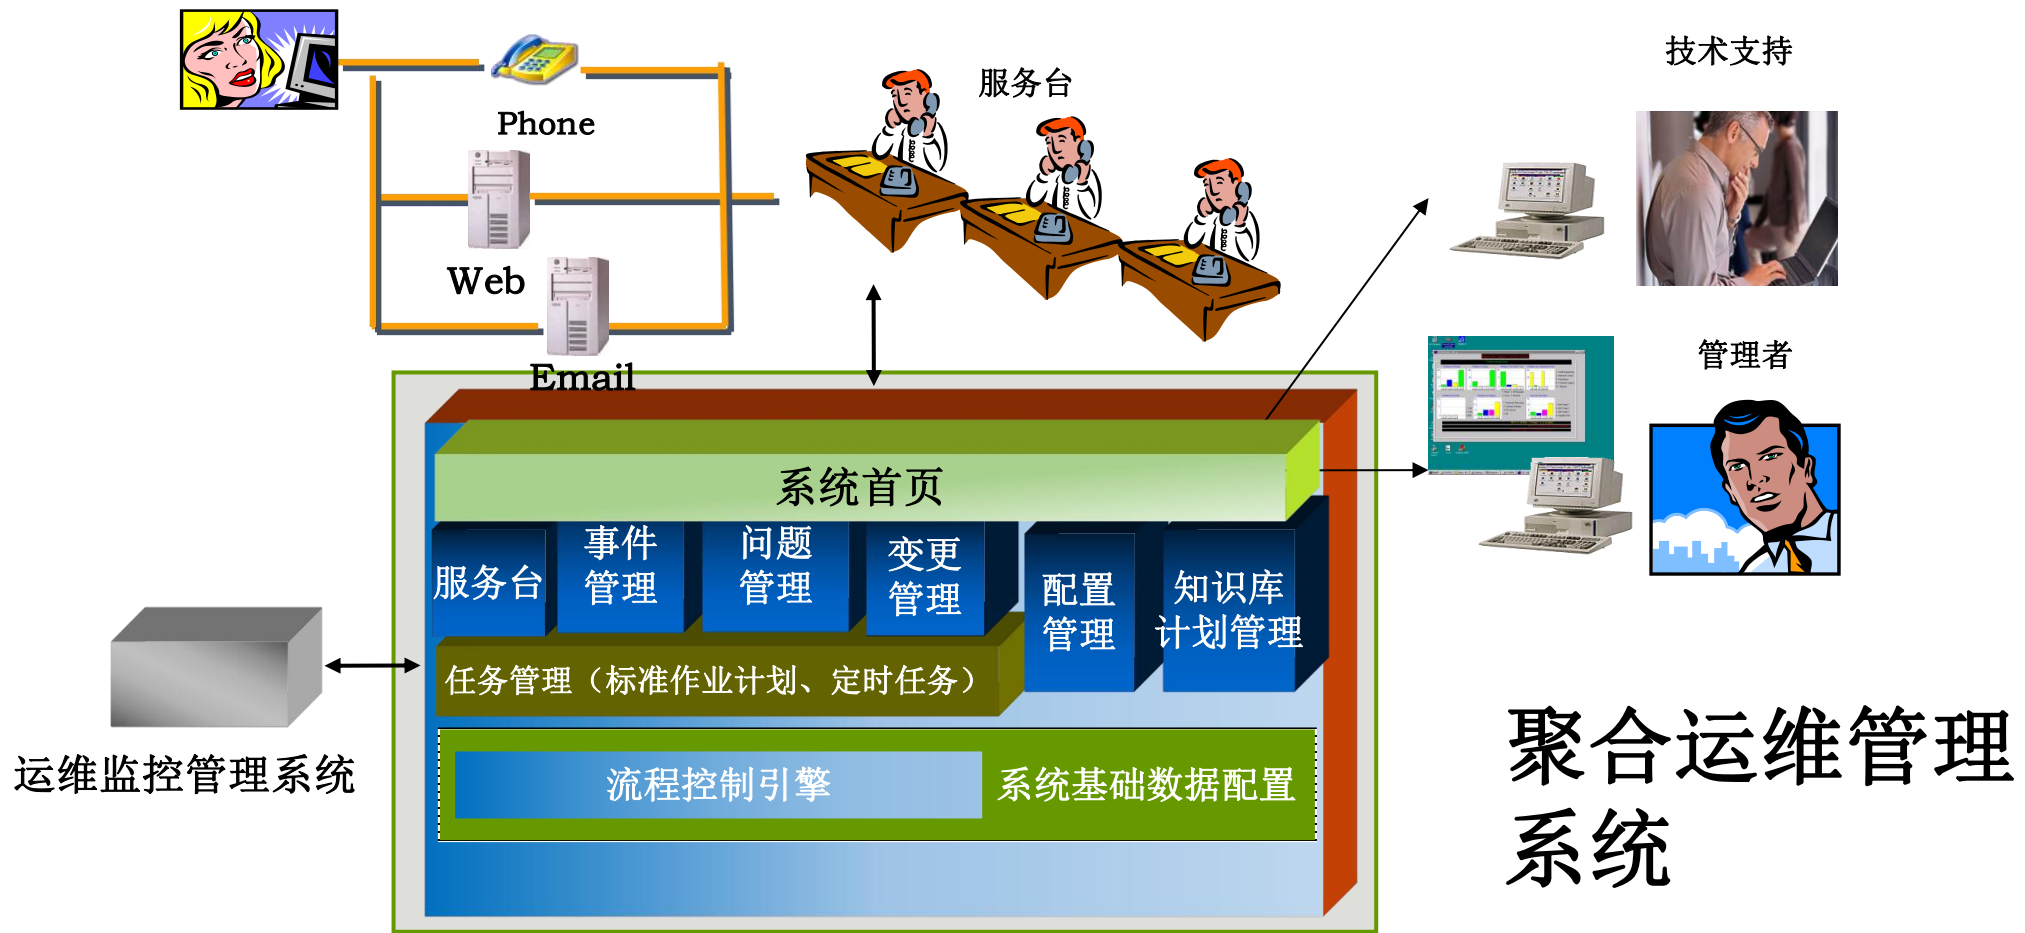 技术支持
服务台
Phone
Web
管理者
Email
系统首页
事件
管理
问题
管理
变更
管理
服务台
配置
管理
知识库
计划管理
任务管理（标准作业计划、定时任务）
运维监控管理系统
流程控制引擎
系统基础数据配置
聚合运维管理
系统